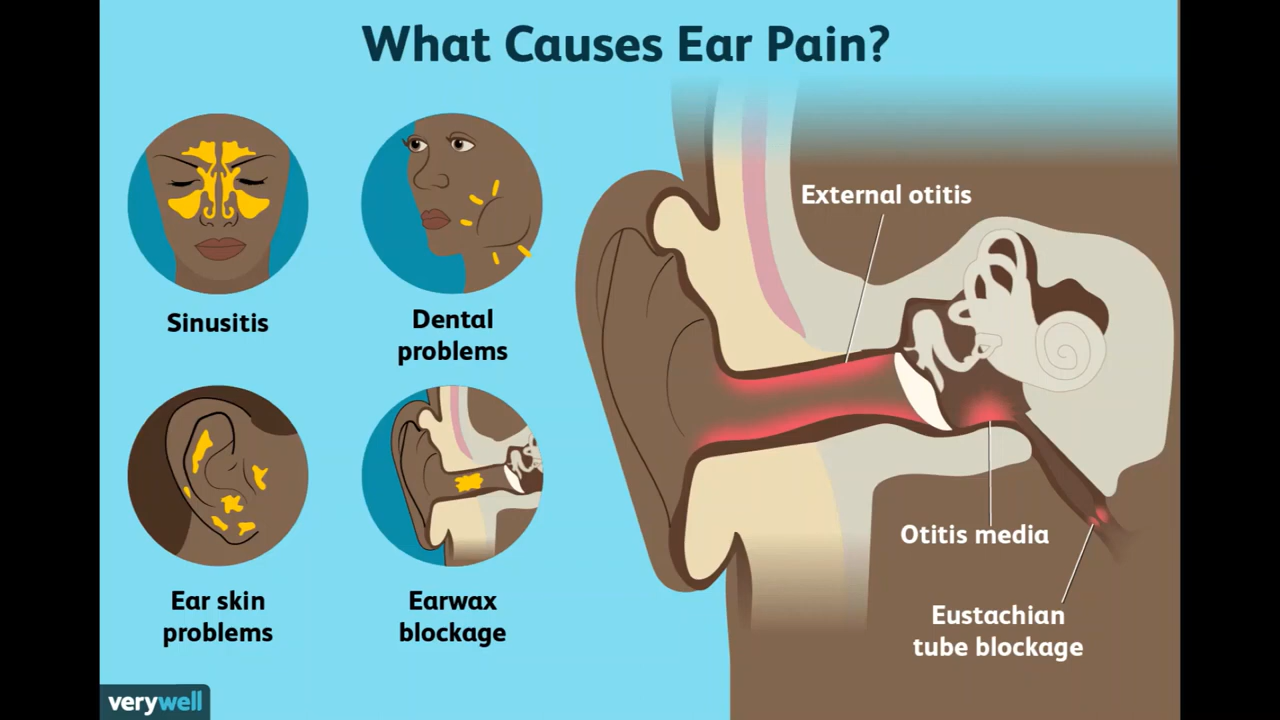 What Causes Ear Pain?
Sinusitis
Dental
problems
Ear skin
problems
Earwax
blockage
External otitis
Otitis media
Eustachian
tube blockage
verywell